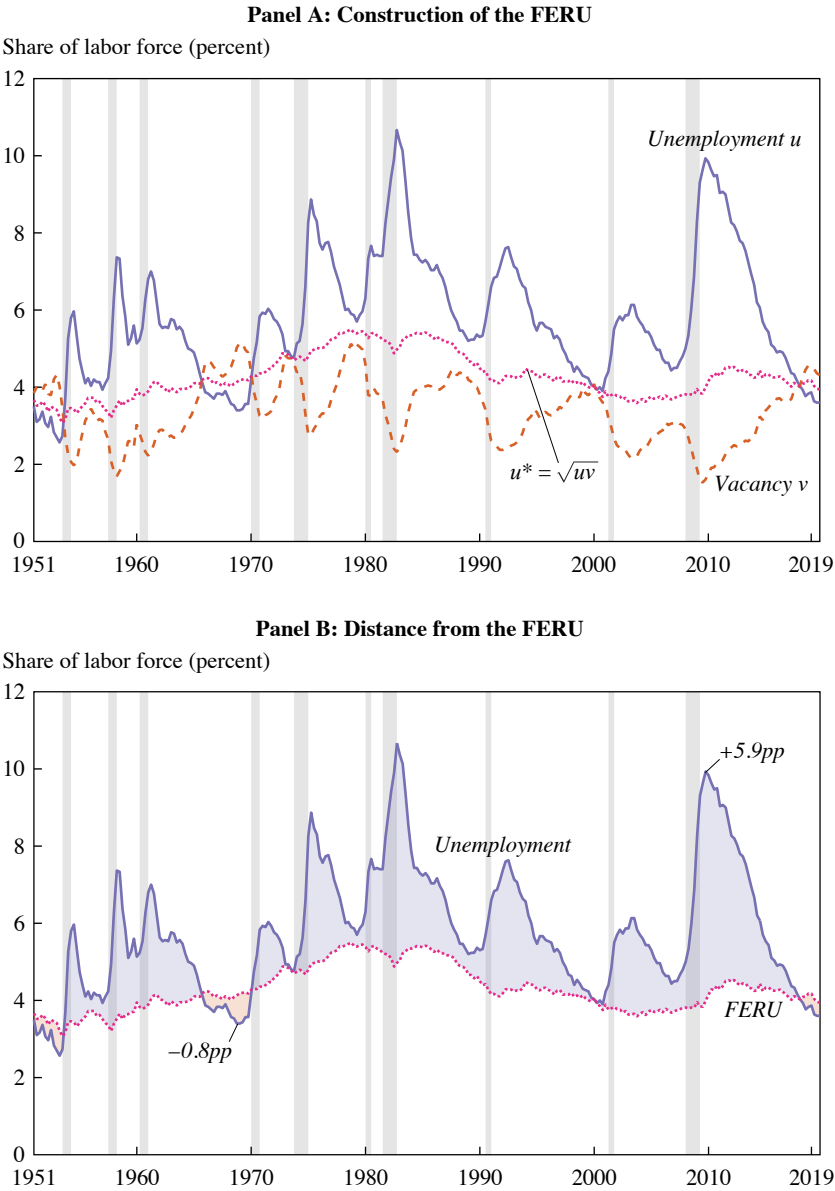 Panel A: Construction of the FERU
Share of labor force (percent)
12
10
8
6
4
2
0
Unemployment u
u* = √uv
Vacancy v
1951 1960 1970 1980 1990 2000 2010 2019
Panel B: Distance from the FERU
Share of labor force (percent)
12
10
8
6
4
2
0
+5.9pp
Unemployment
FERU
–0.8pp
1951 1960 1970 1980 1990 2000 2010 2019